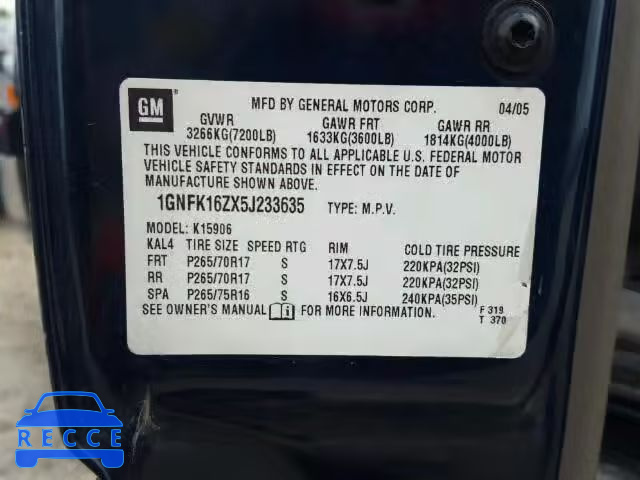 GM
MFD BY GENERAL MOTORS CORP. 04/05
GVWR GAWR FRT GAWR RR
3266KG(7200LB) 1633KG(3600LB) 1814KG(4000LB)
THIS VEHICLE CONFORMS TO ALL APPLICABLE U.S. FEDERAL MOTOR
VEHICLE SAFETY STANDARDS IN EFFECT ON THE DATE OF
MANUFACTURE SHOWN ABOVE.
1GNFK16ZX5J233635 TYPE: M.P.V.
MODEL: K15906
KAL4 TIRE SIZE SPEED RTG RIM COLD TIRE PRESSURE
FRT P265/70R17 S 17X7.5J 220KPA(32PSI)
RR P265/70R17 S 17X7.5J 220KPA(32PSI)
SPA P265/75R16 S 16X6.5J 240KPA(35PSI)
SEE OWNER'S MANUAL FOR MORE INFORMATION.
F 319
T 370
RECCE